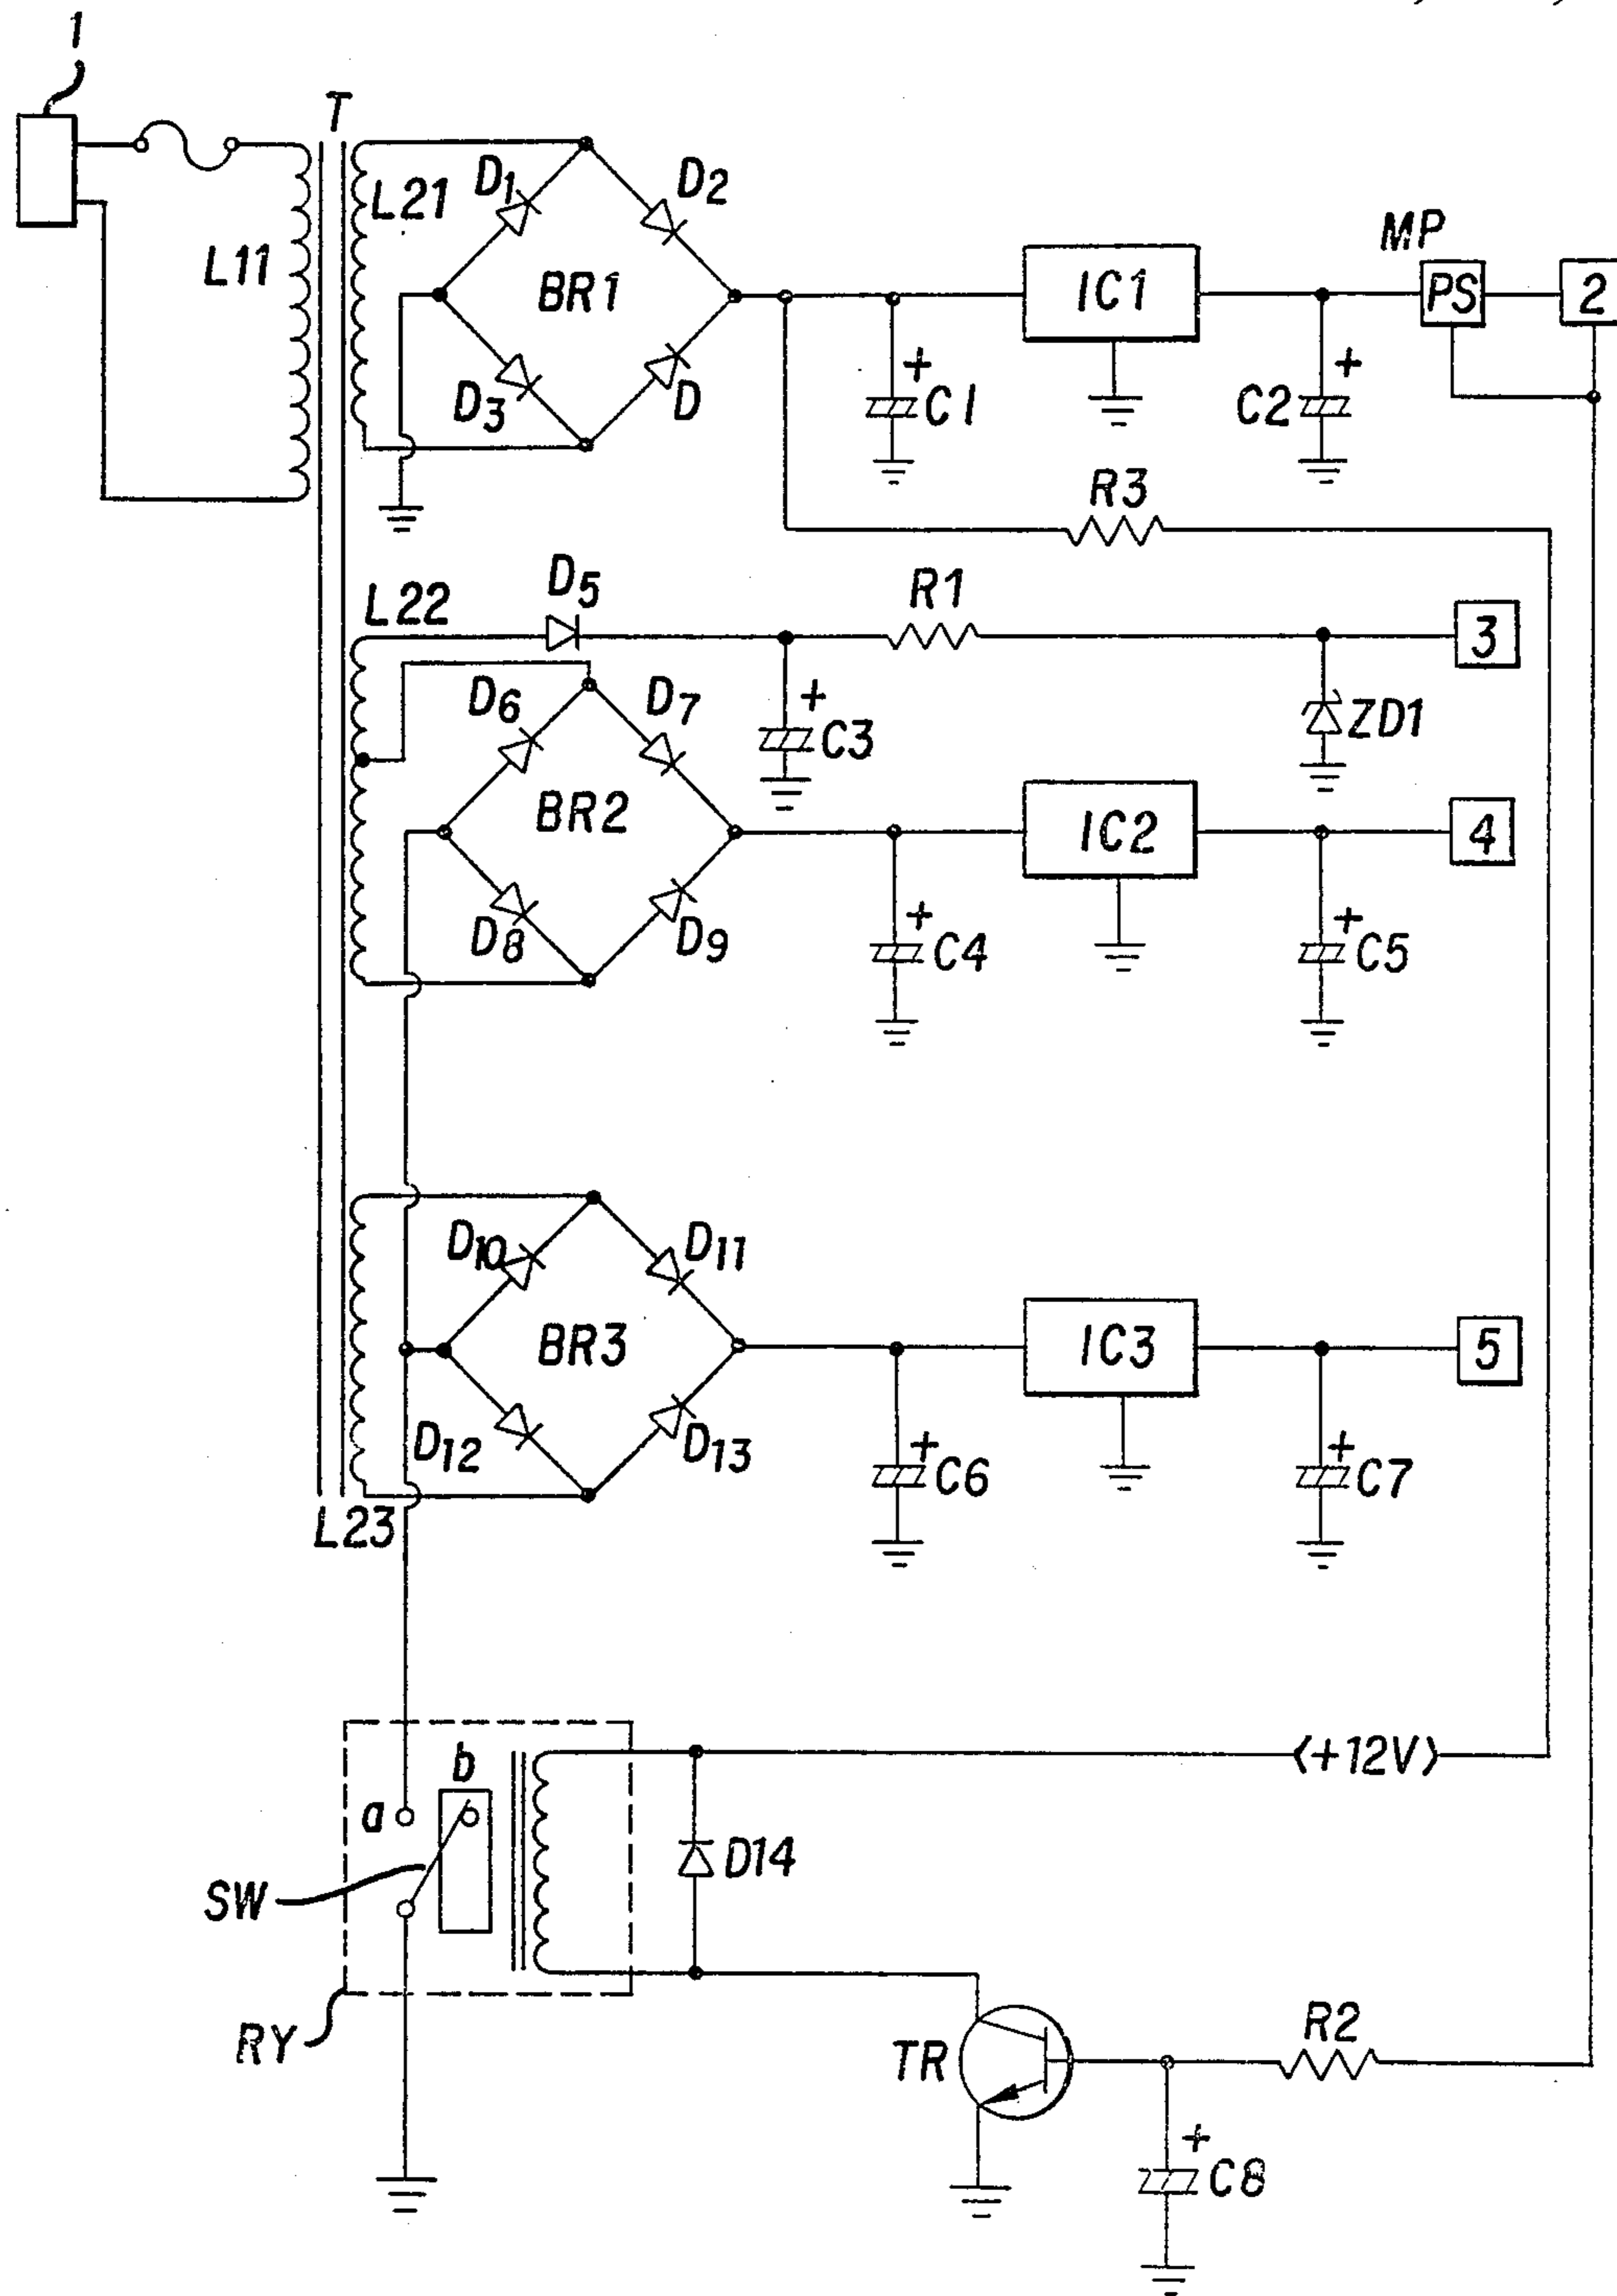 1
T
L11
L21
D1
D2
BR1
D3
D
IC1
MP
PS
2
+
C1
+
C2
R3
L22
D5
R1
3
D6
D7
+
C3
ZD1
BR2
IC2
4
D8
D9
+
C4
+
C5
D10
D11
BR3
IC3
5
D12
D13
+
C6
+
C7
L23
<+12V>
b
a
D14
SW
RY
TR
R2
+
C8